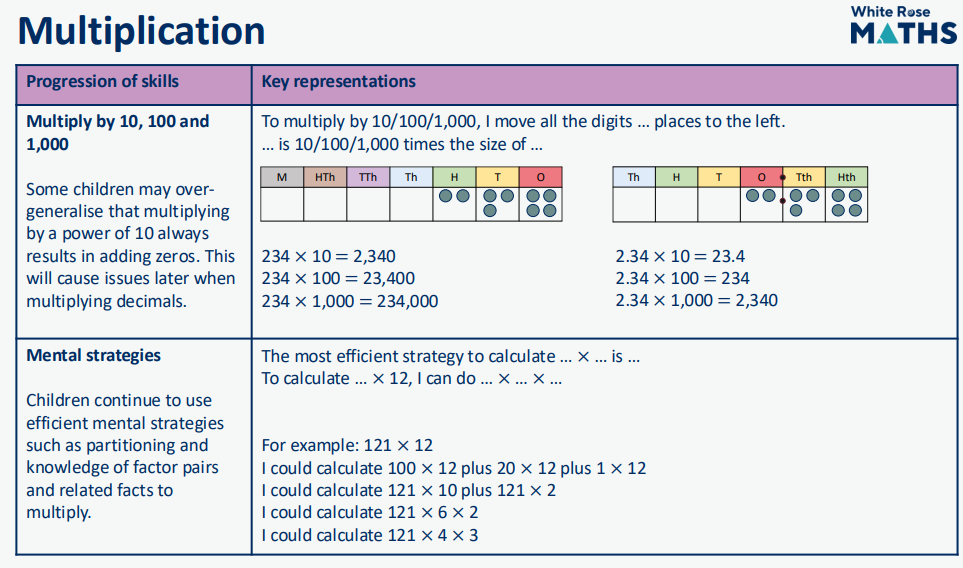 Multiplication
White Rose
MATHS
Progression of skills
Key representations
Multiply by 10, 100 and
1,000
Some children may over-
generalise that multiplying
by a power of 10 always
results in adding zeros. This
will cause issues later when
multiplying decimals.
To multiply by 10/100/1,000, I move all the digits … places to the left.
… is 10/100/1,000 times the size of …
M HTh TTh Th H T O
Th H T O Tth Hth
234 × 10 = 2,340
234 × 100 = 23,400
234 × 1,000 = 234,000
2.34 × 10 = 23.4
2.34 × 100 = 234
2.34 × 1,000 = 2,340
Mental strategies
Children continue to use
efficient mental strategies
such as partitioning and
knowledge of factor pairs
and related facts to
multiply.
The most efficient strategy to calculate … × … is …
To calculate … × 12, I can do … × … × …
For example: 121 × 12
I could calculate 100 × 12 plus 20 × 12 plus 1 × 12
I could calculate 121 × 10 plus 121 × 2
I could calculate 121 × 6 × 2
I could calculate 121 × 4 × 3